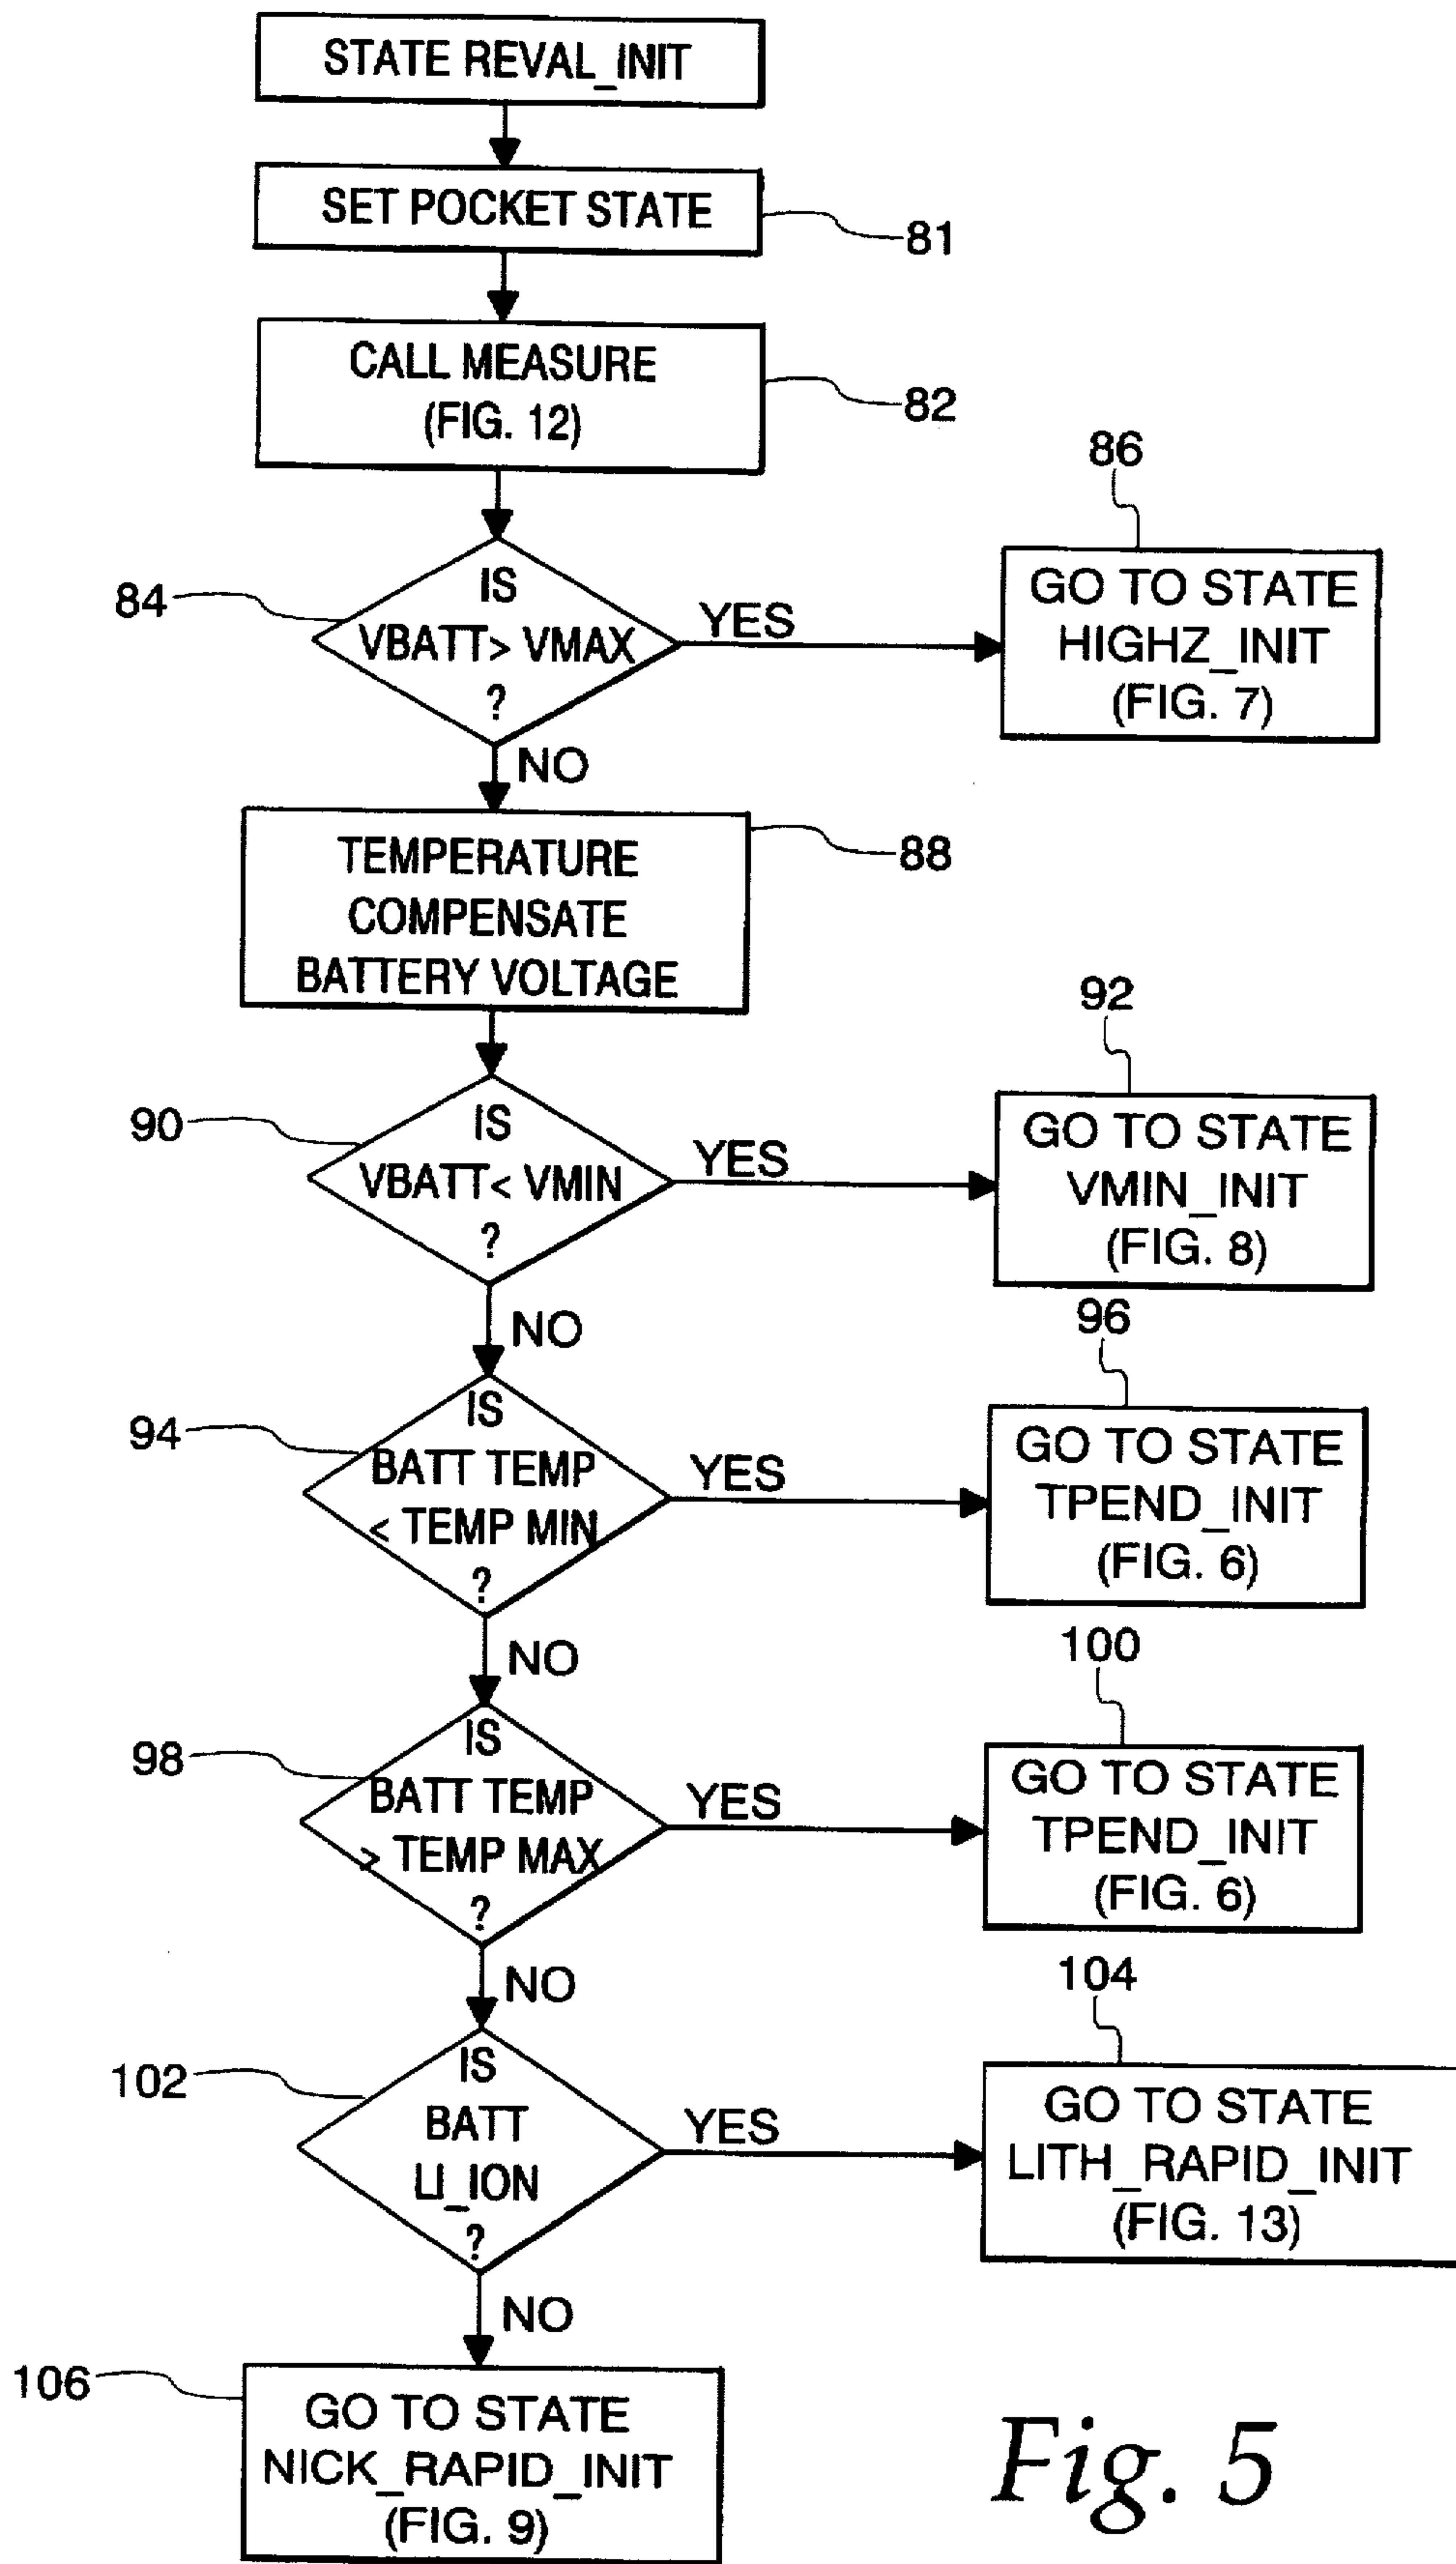 STATE REVAL_INIT
SET POCKET STATE
81
CALL MEASURE
(FIG. 12)
82
86
84
IS
VBATT> VMAX
?
YES
GO TO STATE
HIGHZ_INIT
(FIG. 7)
NO
TEMPERATURE
COMPENSATE
BATTERY VOLTAGE
88
92
90
IS
VBATT< VMIN
?
YES
GO TO STATE
VMIN_INIT
(FIG. 8)
NO
96
94
IS
BATT TEMP
< TEMP MIN
?
YES
GO TO STATE
TPEND_INIT
(FIG. 6)
NO
100
98
IS
BATT TEMP
> TEMP MAX
?
YES
GO TO STATE
TPEND_INIT
(FIG. 6)
NO
104
102
IS
BATT
LI_ION
?
YES
GO TO STATE
LITH_RAPID_INIT
(FIG. 13)
NO
106
GO TO STATE
NICK_RAPID_INIT
(FIG. 9)
Fig. 5